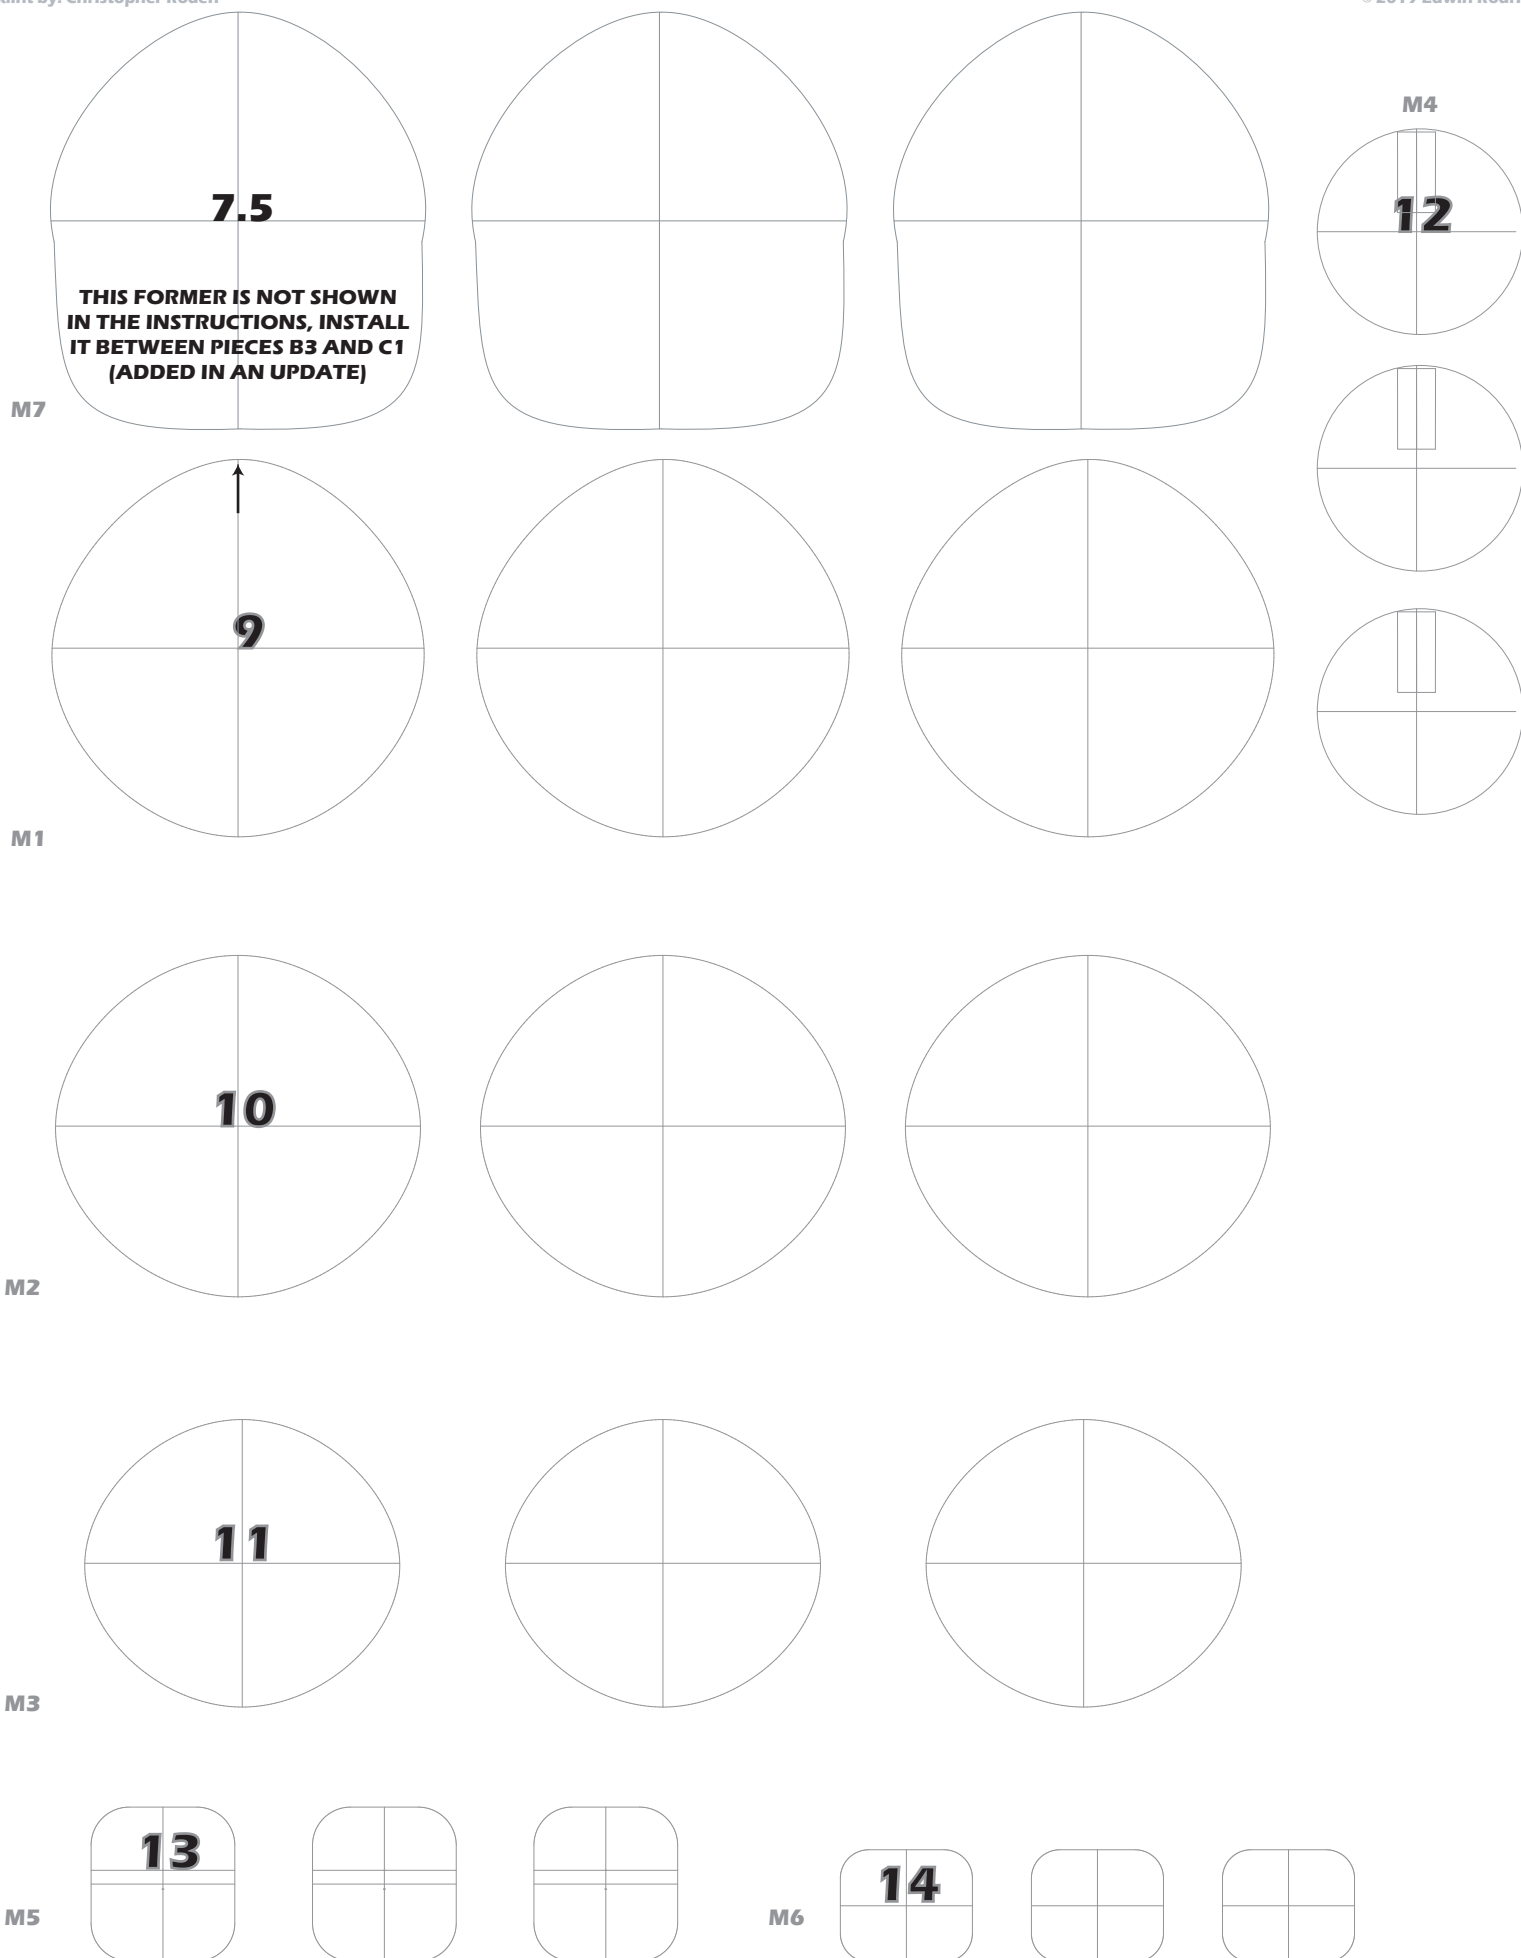 M4
12
7.5
THIS FORMER IS NOT SHOWN
IN THE INSTRUCTIONS, INSTALL
IT BETWEEN PIECES B3 AND C1
(ADDED IN AN UPDATE)
M7
9
M1
10
M2
11
M3
13
M5
14
M6